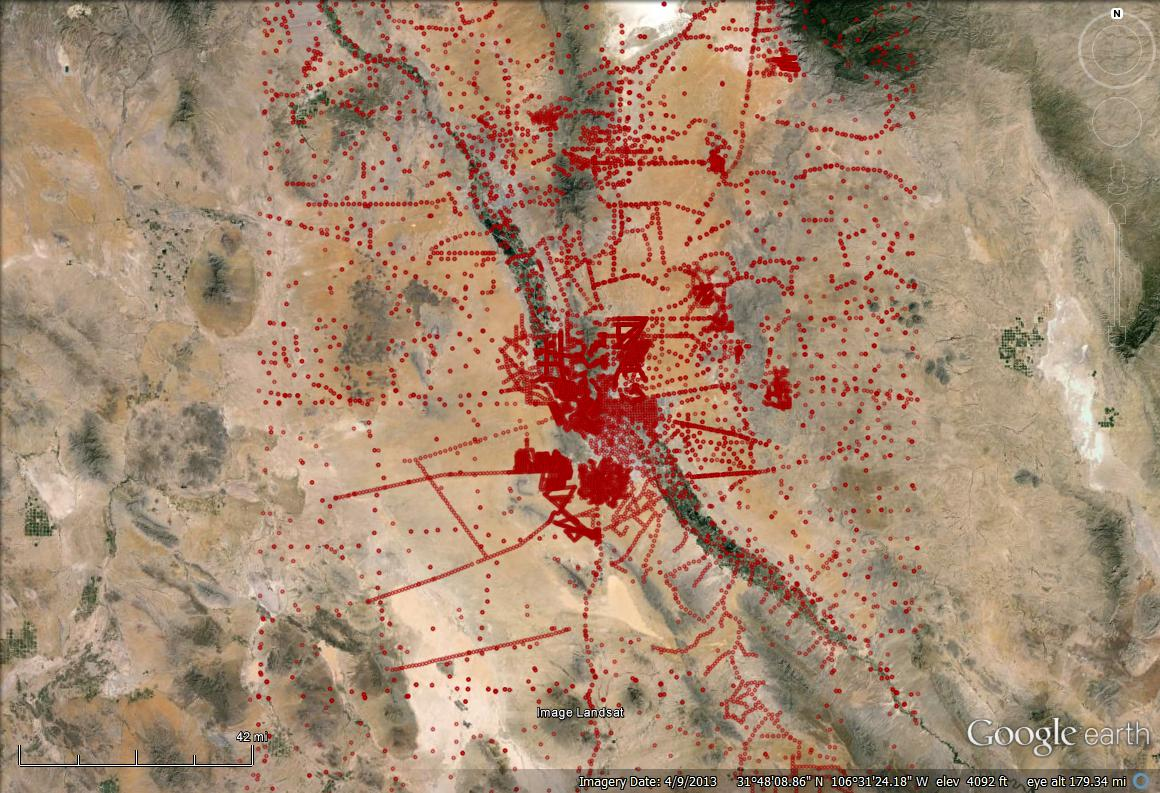 N
Image Landsat
Google earth
42 mi
Imagery Date: 4/9/2013 31°48'08.86" N 106°31'24.18" W elev 4092 ft eye alt 179.34 mi